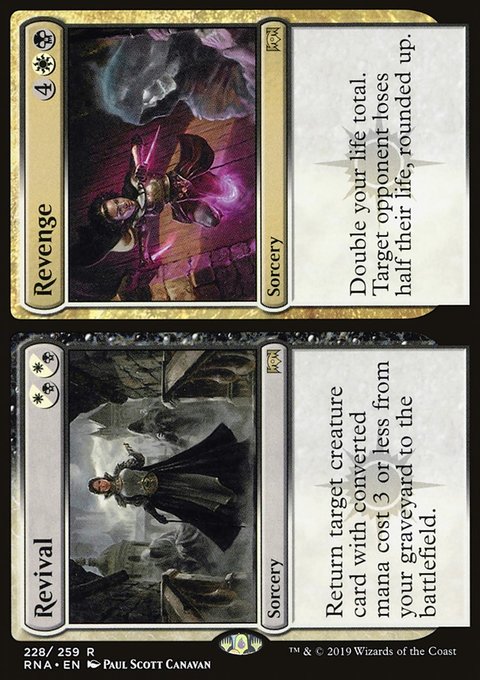 Revenge
4
Sorcery
Double your life total.
Target opponent loses
half their life, rounded up.
Revival
Sorcery
Return target creature
card with converted
mana cost 3 or less from
your graveyard to the
battlefield.
228/ 259 R
RNA • EN Paul Scott Canavan
™ & © 2019 Wizards of the Coast